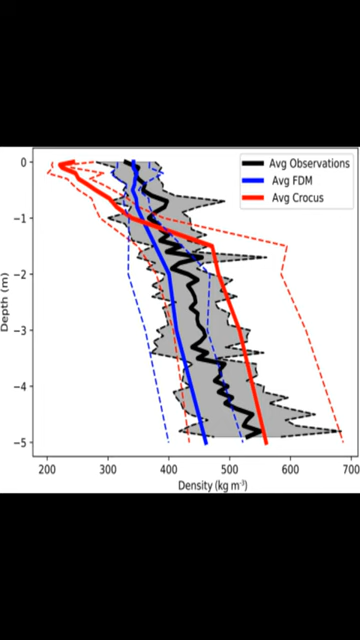 Avg Observations
Avg FDM
Avg Crocus
0
−1
−2
−3
−4
−5
Depth (m)
200 300 400 500 600 700
Density (kg m⁻³)